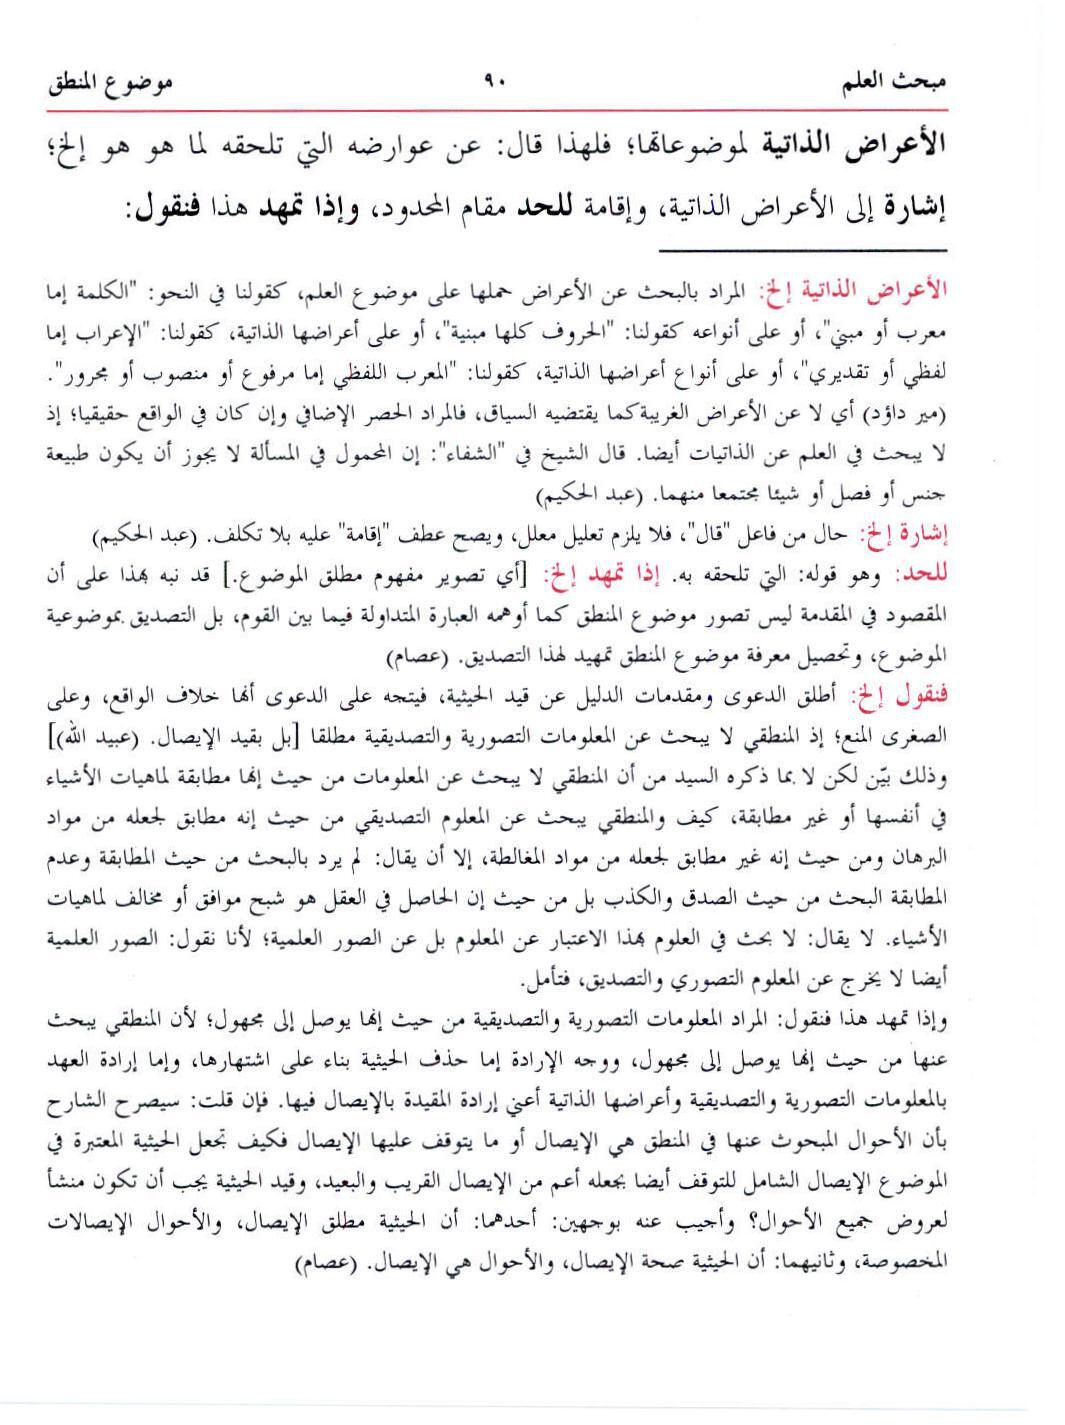 مبحث العلم ٩٠ موضوع المنطق
الأعراض الذاتية لموضوعاتها؛ فلهذا قال: عن عوارضه التي تلحقه لما هو هو إلخ؛
إشارة إلى الأعراض الذاتية، وإقامة للحد مقام المحدود، وإذا تمهد هذا فنقول:
الأعراض الذاتية إلخ: المراد بالبحث عن الأعراض حملها على موضوع العلم، كقولنا في النحو: "الكلمة إما
معرب أو مبني"، أو على أنواعه كقولنا: "الحروف كلها مبنية"، أو على أعراضها الذاتية، كقولنا: "الإعراب إما
لفظي أو تقديري"، أو على أنواع أعراضها الذاتية، كقولنا: "المعرب اللفظي إما مرفوع أو منصوب أو مجرور".
(مير داؤد) أي لا عن الأعراض الغريبة كما يقتضيه السياق، فالمراد الحصر الإضافي وإن كان في الواقع حقيقيا؛ إذ
لا يبحث في العلم عن الذاتيات أيضا. قال الشيخ في "الشفاء": إن المحمول في المسألة لا يجوز أن يكون طبيعة
جنس أو فصل أو شيئا مجتمعا منهما. (عبد الحكيم)
إشارة إلخ: حال من فاعل "قال"، فلا يلزم تعليل معلل، ويصح عطف "إقامة" عليه بلا تكلف. (عبد الحكيم)
للحد: وهو قوله: التي تلحقه به. إذا تمهد إلخ: [أي تصوير مفهوم مطلق الموضوع.] قد نبه بهذا على أن
المقصود في المقدمة ليس تصور موضوع المنطق كما أوهمه العبارة المتداولة فيما بين القوم، بل التصديق بموضوعية
الموضوع، وتحصيل معرفة موضوع المنطق تمهيد لهذا التصديق. (عصام)
فنقول إلخ: أطلق الدعوى ومقدمات الدليل عن قيد الحيثية، فيتجه على الدعوى أنها خلاف الواقع، وعلى
الصغرى المنع؛ إذ المنطقي لا يبحث عن المعلومات التصورية والتصديقية مطلقا [بل بقيد الإيصال. (عبيد الله)]
وذلك بيّن لكن لا بما ذكره السيد من أن المنطقي لا يبحث عن المعلومات من حيث إنها مطابقة لماهيات الأشياء
في أنفسها أو غير مطابقة، كيف والمنطقي يبحث عن المعلوم التصديقي من حيث إنه مطابق لجعله من مواد
البرهان ومن حيث إنه غير مطابق لجعله من مواد المغالطة، إلا أن يقال: لم يرد بالبحث من حيث المطابقة وعدم
المطابقة البحث من حيث الصدق والكذب بل من حيث إن الحاصل في العقل هو شبح موافق أو مخالف لماهيات
الأشياء. لا يقال: لا بحث في العلوم بهذا الاعتبار عن المعلوم بل عن الصور العلمية؛ لأنا نقول: الصور العلمية
أيضا لا يخرج عن المعلوم التصوري والتصديق، فتأمل.
وإذا تمهد هذا فنقول: المراد المعلومات التصورية والتصديقية من حيث إنها يوصل إلى مجهول؛ لأن المنطقي يبحث
عنها من حيث إنها يوصل إلى مجهول، ووجه الإرادة إما حذف الحيثية بناء على اشتهارها، وإما إرادة العهد
بالمعلومات التصورية والتصديقية وأعراضها الذاتية أعني إرادة المقيدة بالإيصال فيها. فإن قلت: سيصرح الشارح
بأن الأحوال المبحوث عنها في المنطق هي الإيصال أو ما يتوقف عليها الإيصال فكيف تجعل الحيثية المعتبرة في
الموضوع الإيصال الشامل للتوقف أيضا بجعله أعم من الإيصال القريب والبعيد، وقيد الحيثية يجب أن تكون منشأ
لعروض جميع الأحوال؟ وأجيب عنه بوجهين: أحدهما: أن الحيثية مطلق الإيصال، والأحوال الإيصالات
المخصوصة، وثانيهما: أن الحيثية صحة الإيصال، والأحوال هي الإيصال. (عصام)